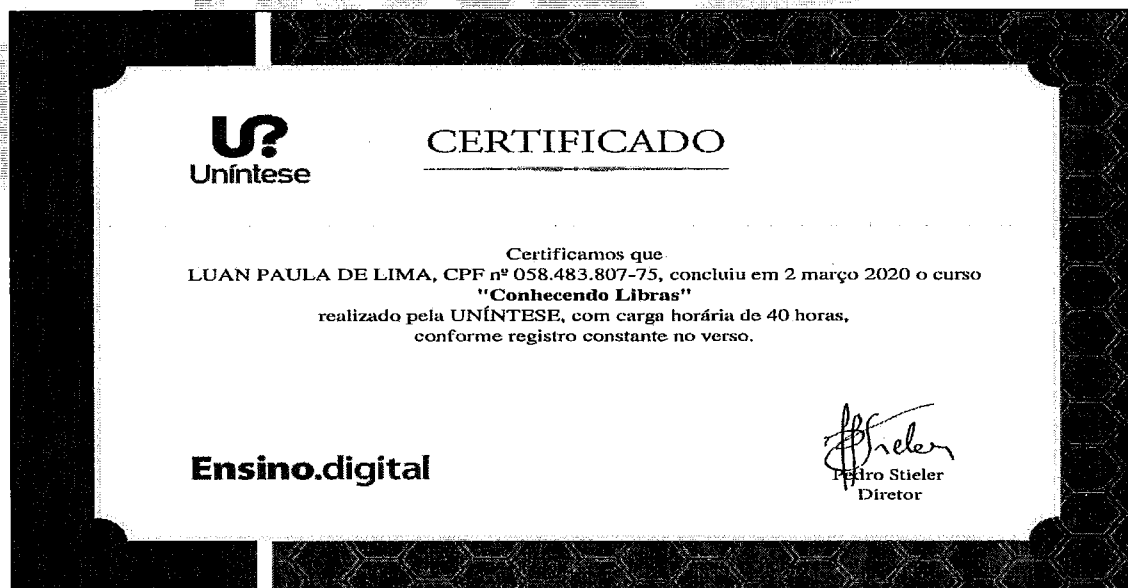 U?
Uníntese
CERTIFICADO
Certificamos que
LUAN PAULA DE LIMA, CPF nº 058.483.807-75, concluiu em 2 março 2020 o curso
"Conhecendo Libras"
realizado pela UNÍNTESE, com carga horária de 40 horas,
conforme registro constante no verso.
Ensino.digital
Pedro Stieler
Diretor